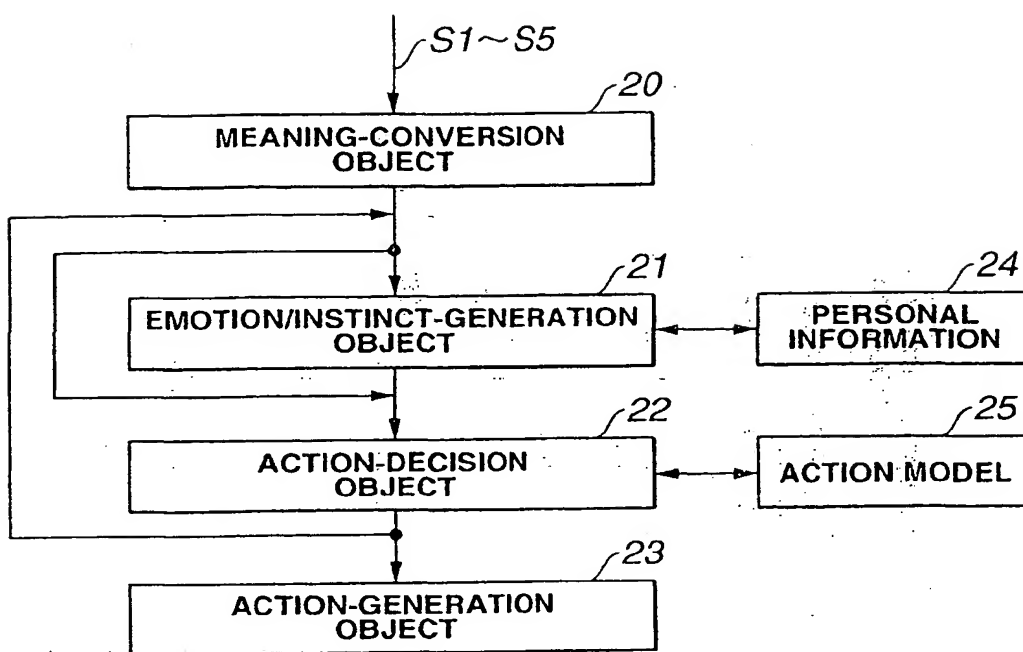 S1~S5
20
MEANING-CONVERSION
OBJECT
21
EMOTION/INSTINCT-GENERATION
OBJECT
24
PERSONAL
INFORMATION
22
ACTION-DECISION
OBJECT
25
ACTION MODEL
23
ACTION-GENERATION
OBJECT